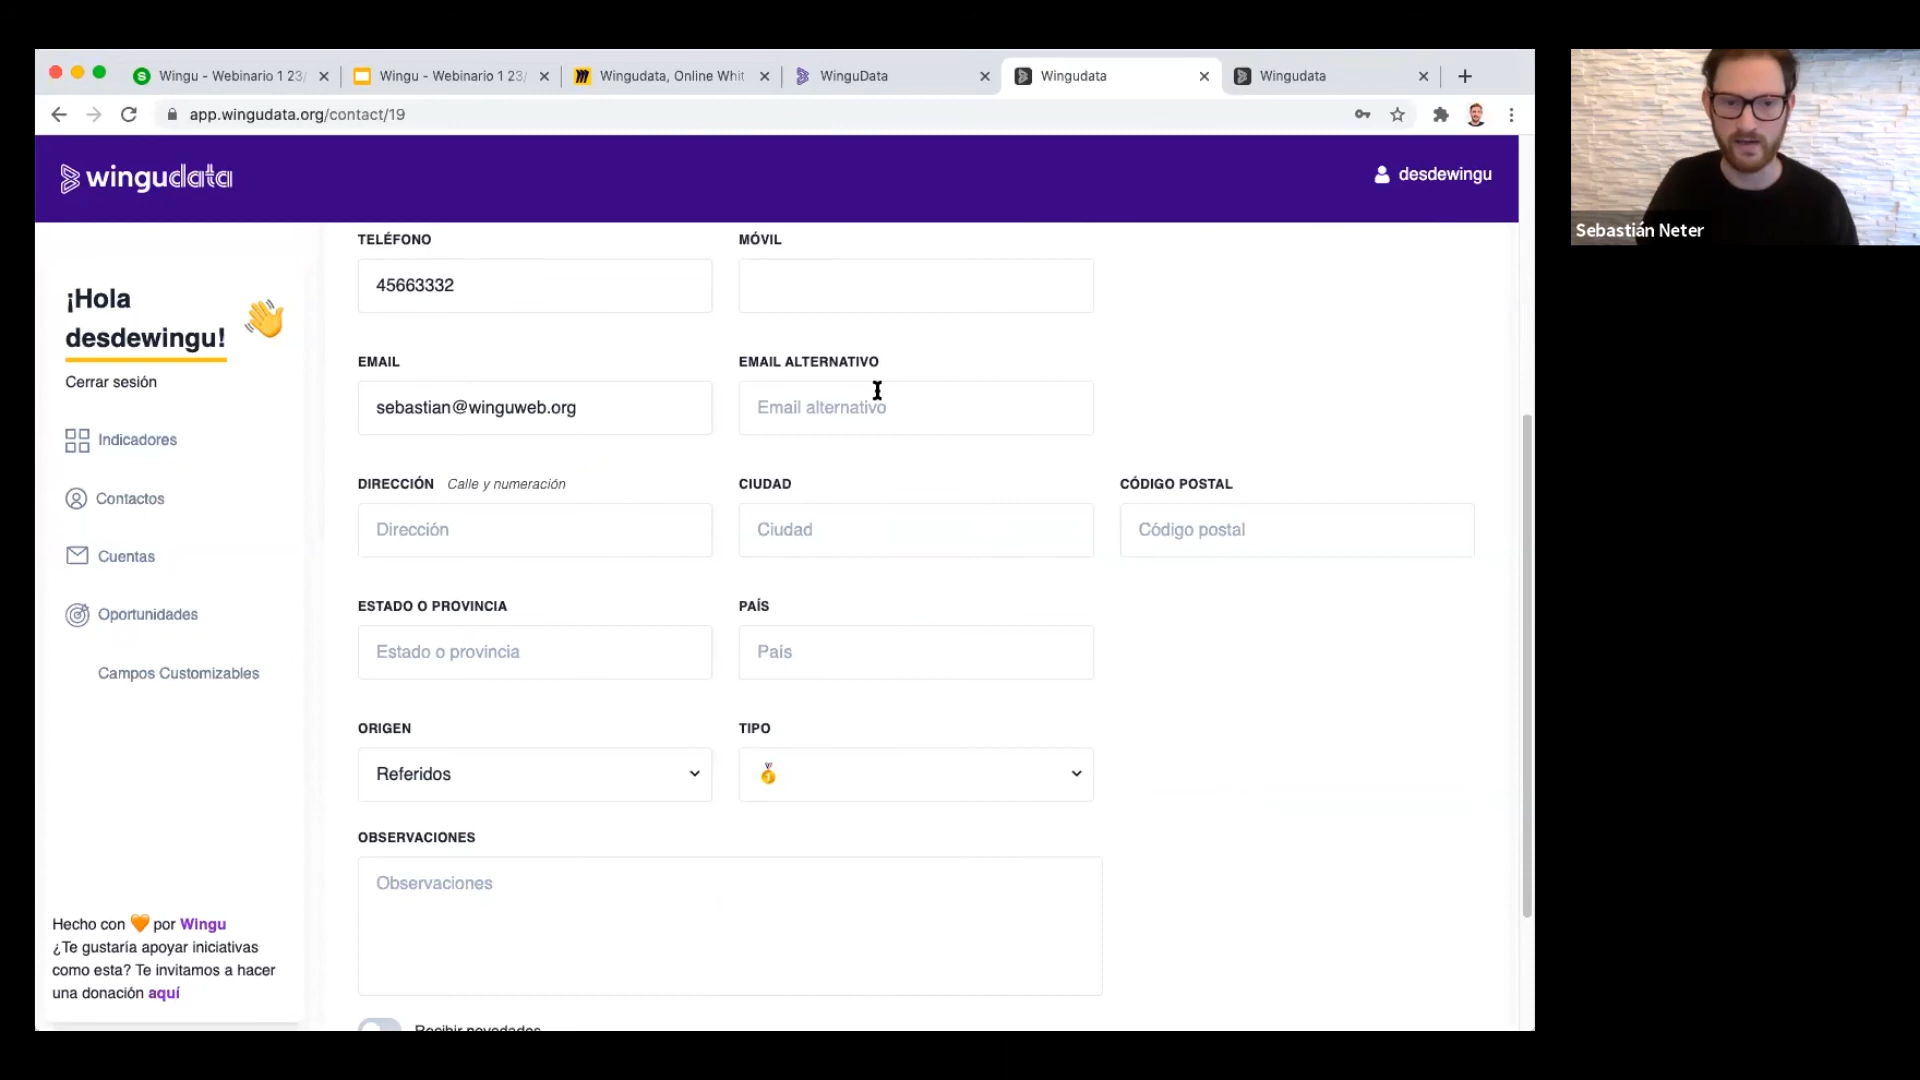 Wingu - Webinario 1 23/
Wingu - Webinario 1 23/
Wingudata, Online Whit
WinguData
Wingudata
Wingudata
app.wingudata.org/contact/19
wingudata
desdewingu
Sebastián Neter
¡Hola
desdewingu!
Cerrar sesión
Indicadores
Contactos
Cuentas
Oportunidades
Campos Customizables
Hecho con 🧡 por Wingu
¿Te gustaría apoyar iniciativas
como esta? Te invitamos a hacer
una donación aquí
TELÉFONO
MÓVIL
45663332
EMAIL
EMAIL ALTERNATIVO
sebastian@winguweb.org
Email alternativo
DIRECCIÓN Calle y numeración
CIUDAD
CÓDIGO POSTAL
Dirección
Ciudad
Código postal
ESTADO O PROVINCIA
PAÍS
Estado o provincia
País
ORIGEN
TIPO
Referidos
🥇
OBSERVACIONES
Observaciones
Recibir novedades